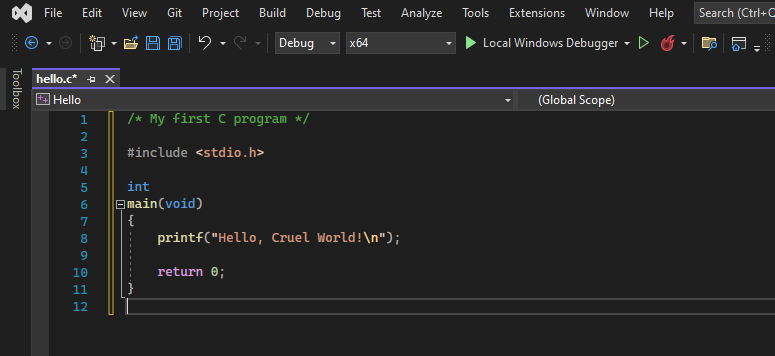 File Edit View Git Project Build Debug Test Analyze Tools Extensions Window Help Search (Ctrl+
Debug x64 Local Windows Debugger
Toolbox
hello.c*
Hello (Global Scope)
1 /* My first C program */
2
3 #include <stdio.h>
4
5 int
6 main(void)
7 {
8 printf("Hello, Cruel World!\n");
9
10 return 0;
11 }
12